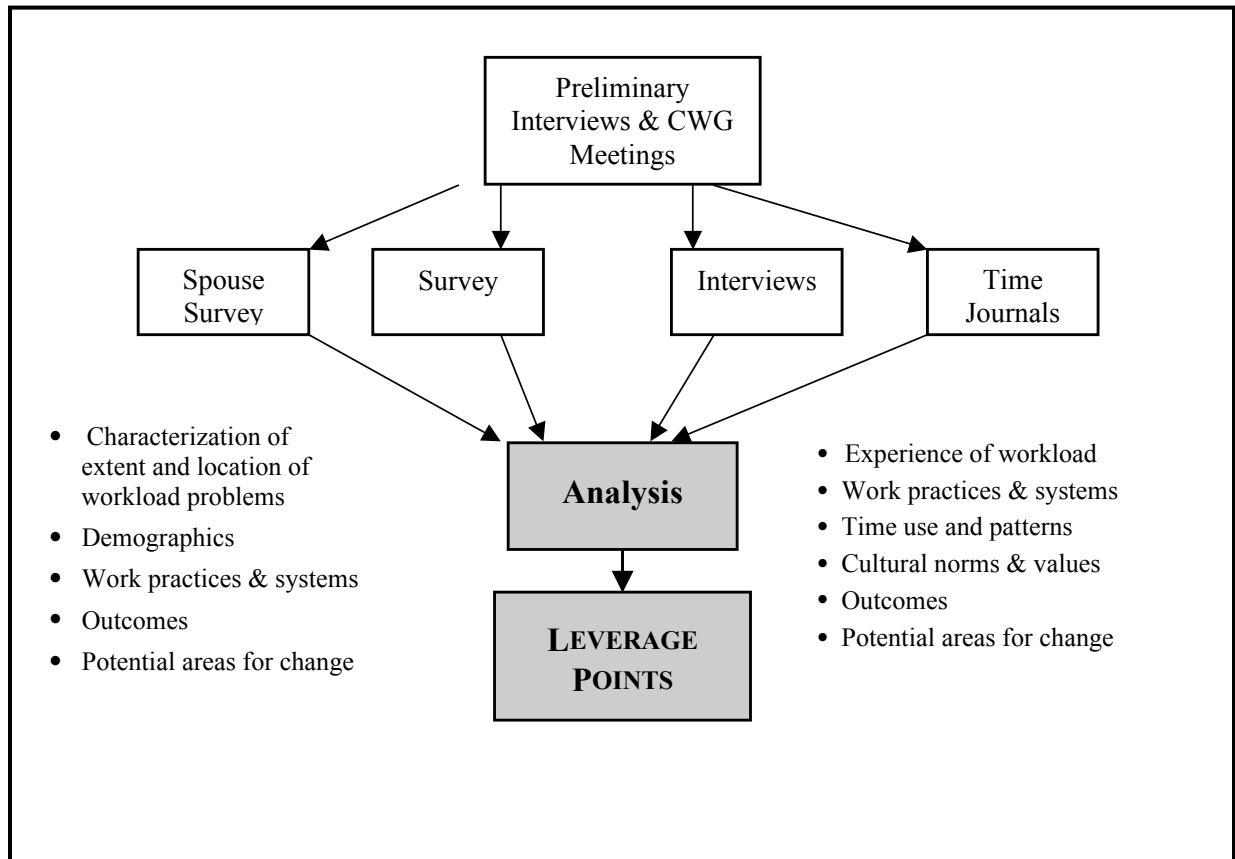 Preliminary
Interviews & CWG
Meetings
Spouse
Survey
Survey
Interviews
Time
Journals
• Characterization of
extent and location of
workload problems
• Demographics
• Work practices & systems
• Outcomes
• Potential areas for change
Analysis
LEVERAGE
POINTS
• Experience of workload
• Work practices & systems
• Time use and patterns
• Cultural norms & values
• Outcomes
• Potential areas for change